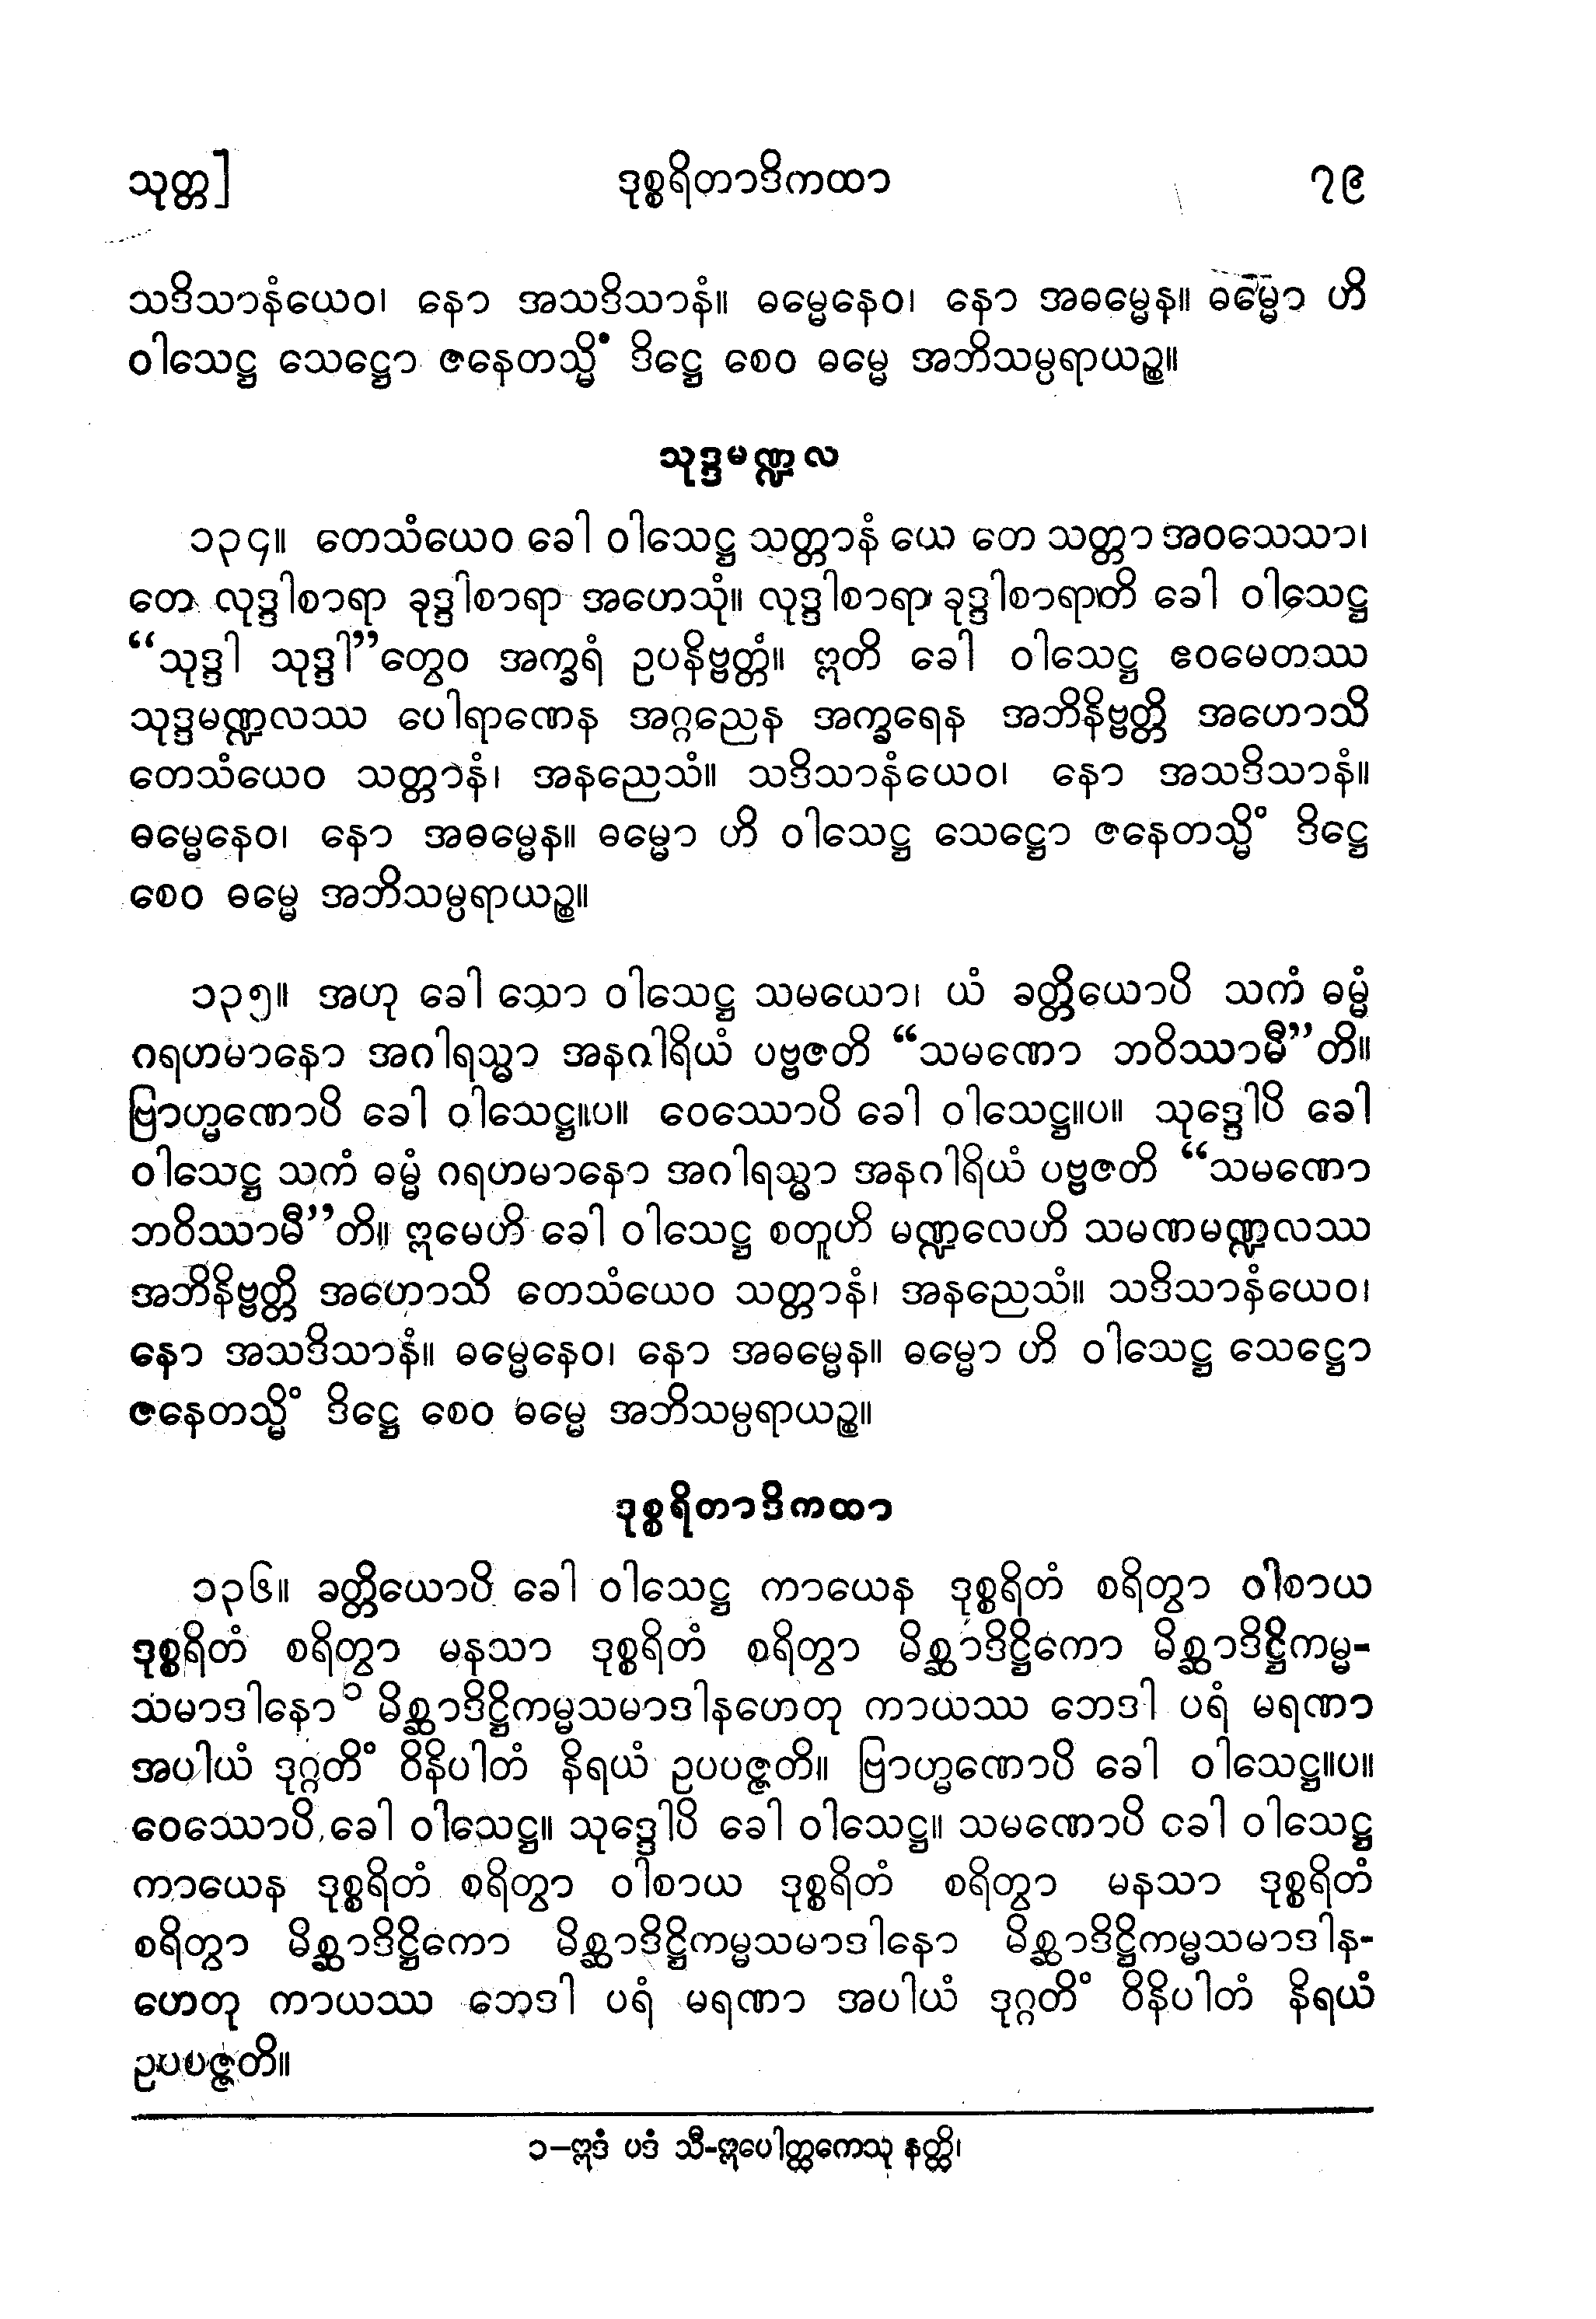 သုတ္တ]
ဒုစ္စရိတာဒိကထာ
၇၉
သဒိသာနံယေဝ၊ နော အသဒိသာနံ။ ဓမ္မေနေဝ၊ နော အဓမ္မေန။ ဓမ္မော ဟိ
ဝါသေဋ္ဌ သေဋ္ဌော ဇနေတသ္မိံ ဒိဋ္ဌေ စေဝ ဓမ္မေ အဘိသမ္ပရာယဉ္စ။
သုဒ္ဒမဏ္ဍလ
၁၃၄။ တေသံယေဝ ခေါ ဝါသေဋ္ဌ သတ္တာနံ ယေ တေ သတ္တာ အဝသေသာ၊
တေ လုဒ္ဒါစာရာ ခုဒ္ဒါစာရာ အဟေသုံ။ လုဒ္ဒါစာရာ ခုဒ္ဒါစာရာတိ ခေါ ဝါသေဋ္ဌ
“သုဒ္ဒါ သုဒ္ဒါ”တွေဝ အက္ခရံ ဥပနိဗ္ဗတ္တံ။ ဣတိ ခေါ ဝါသေဋ္ဌ ဧဝမေတဿ
သုဒ္ဒမဏ္ဍလဿ ပေါရာဏေန အဂ္ဂညေန အက္ခရေန အဘိနိဗ္ဗတ္တိ အဟောသိ
တေသံယေဝ သတ္တာနံ၊ အနညေသံ။ သဒိသာနံယေဝ၊ နော အသဒိသာနံ။
ဓမ္မေနေဝ၊ နော အဓမ္မေန။ ဓမ္မော ဟိ ဝါသေဋ္ဌ သေဋ္ဌော ဇနေတသ္မိံ ဒိဋ္ဌေ
စေဝ ဓမ္မေ အဘိသမ္ပရာယဉ္စ။
၁၃၅။ အဟု ခေါ သော ဝါသေဋ္ဌ သမယော၊ ယံ ခတ္တိယောပိ သကံ ဓမ္မံ
ဂရဟမာနော အဂါရသ္မာ အနဂါရိယံ ပဗ္ဗဇတိ “သမဏော ဘဝိဿာမီ”တိ။
ဗြာဟ္မဏောပိ ခေါ ဝါသေဋ္ဌ။ပ။ ဝေဿောပိ ခေါ ဝါသေဋ္ဌ။ပ။ သုဒ္ဒေါပိ ခေါ
ဝါသေဋ္ဌ သကံ ဓမ္မံ ဂရဟမာနော အဂါရသ္မာ အနဂါရိယံ ပဗ္ဗဇတိ “သမဏော
ဘဝိဿာမီ”တိ။ ဣမေဟိ ခေါ ဝါသေဋ္ဌ စတူဟိ မဏ္ဍလေဟိ သမဏမဏ္ဍလဿ
အဘိနိဗ္ဗတ္တိ အဟောသိ တေသံယေဝ သတ္တာနံ၊ အနညေသံ။ သဒိသာနံယေဝ၊
နော အသဒိသာနံ။ ဓမ္မေနေဝ၊ နော အဓမ္မေန။ ဓမ္မော ဟိ ဝါသေဋ္ဌ သေဋ္ဌော
ဇနေတသ္မိံ ဒိဋ္ဌေ စေဝ ဓမ္မေ အဘိသမ္ပရာယဉ္စ။
ဒုစ္စရိတာဒိကထာ
၁၃၆။ ခတ္တိယောပိ ခေါ ဝါသေဋ္ဌ ကာယေန ဒုစ္စရိတံ စရိတွာ ဝါစာယ
ဒုစ္စရိတံ စရိတွာ မနသာ ဒုစ္စရိတံ စရိတွာ မိစ္ဆာဒိဋ္ဌိကော မိစ္ဆာဒိဋ္ဌိကမ္မ-
သမာဒါနော၁ မိစ္ဆာဒိဋ္ဌိကမ္မသမာဒါနဟေတု ကာယဿ ဘေဒါ ပရံ မရဏာ
အပါယံ ဒုဂ္ဂတိံ ဝိနိပါတံ နိရယံ ဥပပဇ္ဇတိ။ ဗြာဟ္မဏောပိ ခေါ ဝါသေဋ္ဌ။ပ။
ဝေဿောပိ ခေါ ဝါသေဋ္ဌ။ သုဒ္ဒေါပိ ခေါ ဝါသေဋ္ဌ။ သမဏောပိ ခေါ ဝါသေဋ္ဌ
ကာယေန ဒုစ္စရိတံ စရိတွာ ဝါစာယ ဒုစ္စရိတံ စရိတွာ မနသာ ဒုစ္စရိတံ
စရိတွာ မိစ္ဆာဒိဋ္ဌိကော မိစ္ဆာဒိဋ္ဌိကမ္မသမာဒါနော မိစ္ဆာဒိဋ္ဌိကမ္မသမာဒါန-
ဟေတု ကာယဿ ဘေဒါ ပရံ မရဏာ အပါယံ ဒုဂ္ဂတိံ ဝိနိပါတံ နိရယံ
ဥပပဇ္ဇတိ။
၁-ဣဒံ ပဒံ သီ-ဣပေါတ္ထကေသု နတ္ထိ၊